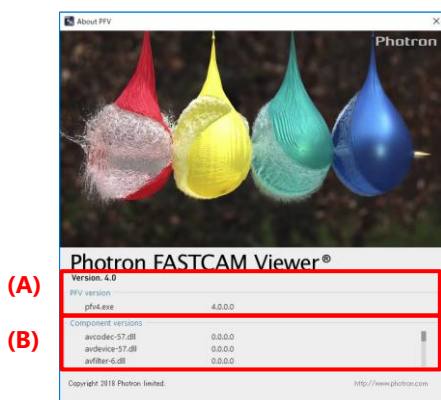 About PFV
Photron
Photron FASTCAM Viewer®
(A)
Version. 4.0
PFV version
pfv4.exe 4.0.0.0
(B)
Component versions
avcodec-57.dll 0.0.0.0
avdevice-57.dll 0.0.0.0
avfilter-6.dll 0.0.0.0
Copyright 2018 Photron limited. http://www.photron.com